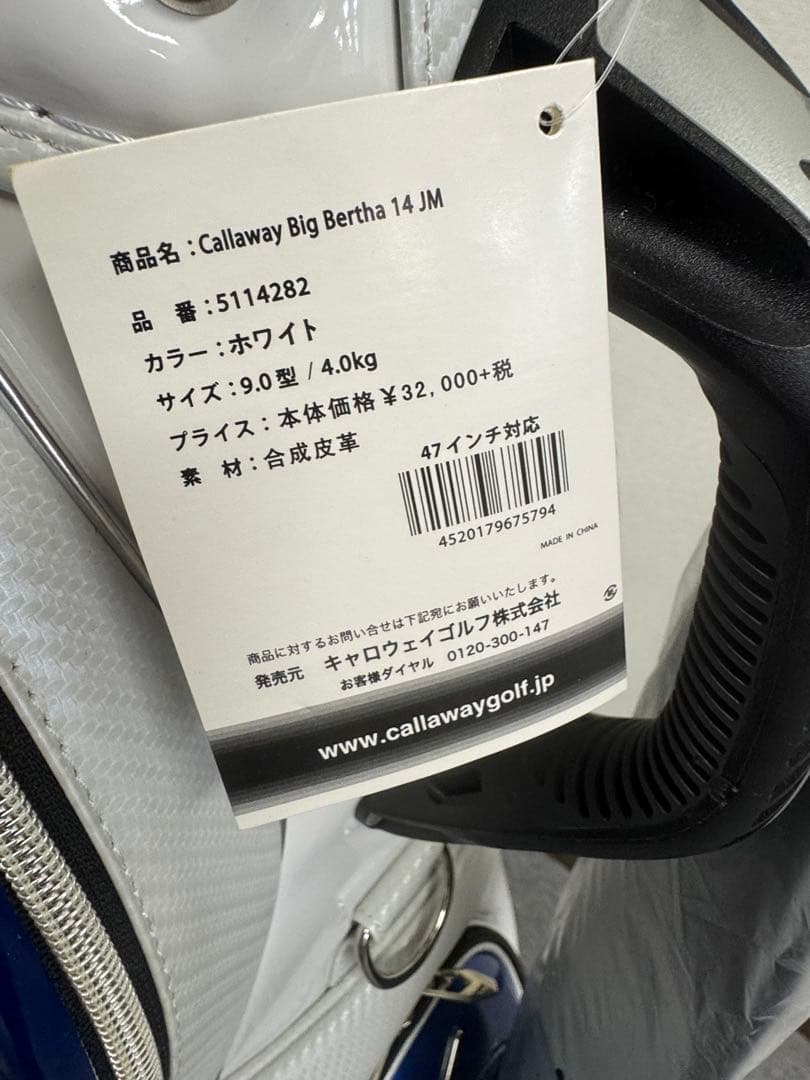 商品名：Callaway Big Bertha 14 JM
品　番：5114282
カラー：ホワイト
サイズ：9.0型 / 4.0kg
プライス：本体価格￥32,000+税
素　材：合成皮革
47インチ対応
4520179675794
MADE IN CHINA
商品に対するお問い合せは下記宛にお願いいたします。
発売元　キャロウェイゴルフ株式会社
お客様ダイヤル　0120-300-147
www.callawaygolf.jp